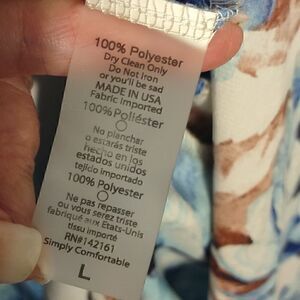 100% Polyester
Dry Clean Only
Do Not Iron
or you'll be sad
MADE IN USA
Fabric Imported
100% Poliéster
No planchar
o estarás triste
hecho en los
estados unidos
tejido importado
100% Polyester
Ne pas repasser
ou vous serez triste
fabriqué aux Etats-Unis
tissu importé
RN#142161
Simply Comfortable
L